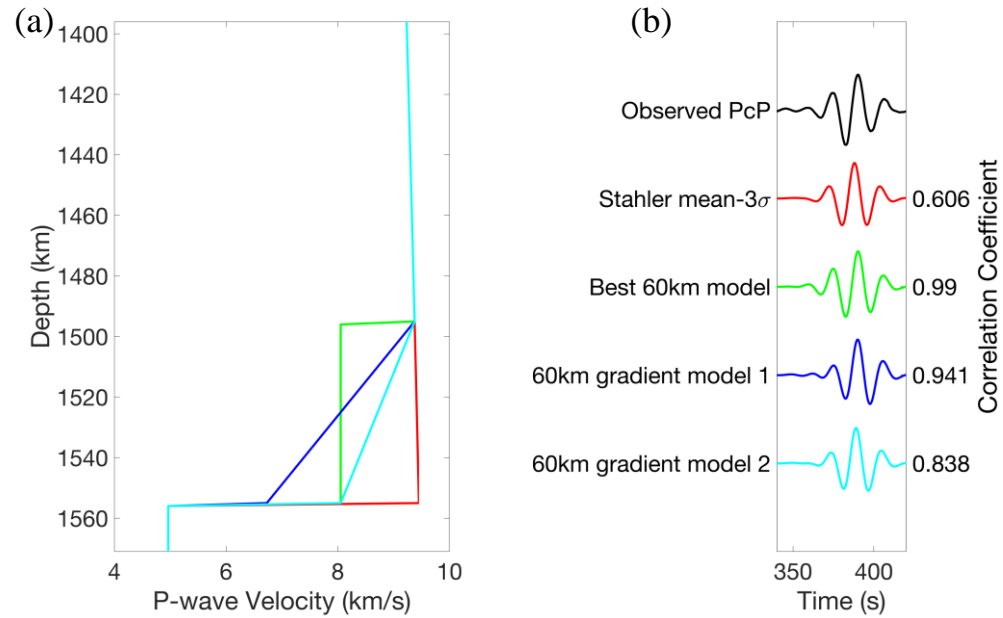 (a)
1400
1420
1440
1460
1480
1500
1520
1540
1560
Depth (km)
4 6 8 10
P-wave Velocity (km/s)
(b)
Observed PcP
Stahler mean-3σ 0.606
Best 60km model 0.99
60km gradient model 1 0.941
60km gradient model 2 0.838
Correlation Coefficient
350 400
Time (s)